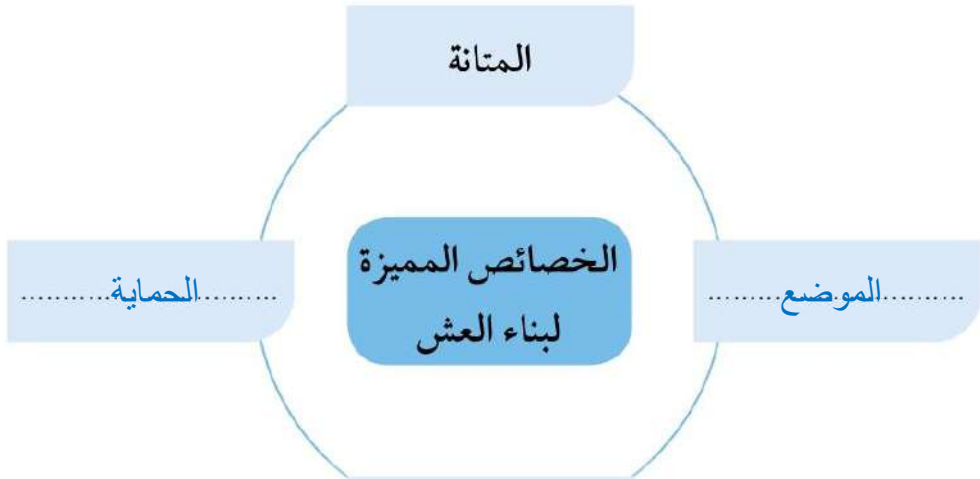 المتانة
الموضع
الخصائص المميزة
لبناء العش
الحماية